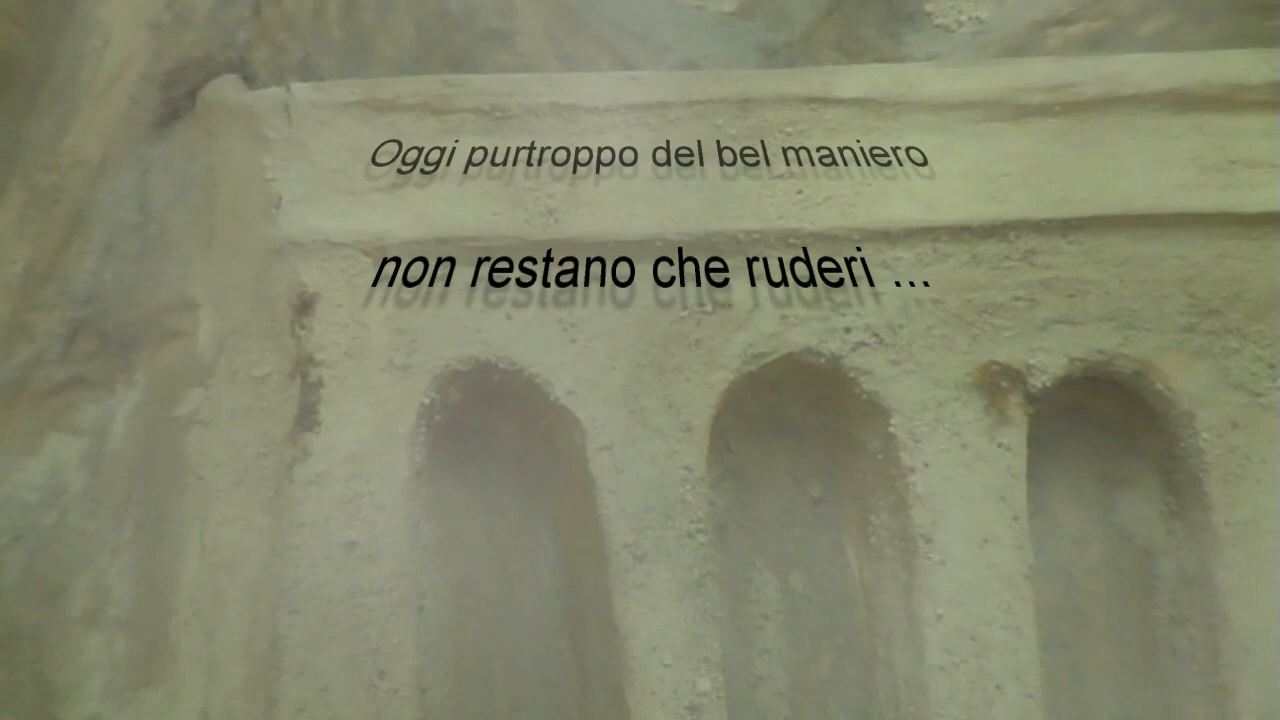 Oggi purtroppo del bel maniero
non restano che ruderi ...